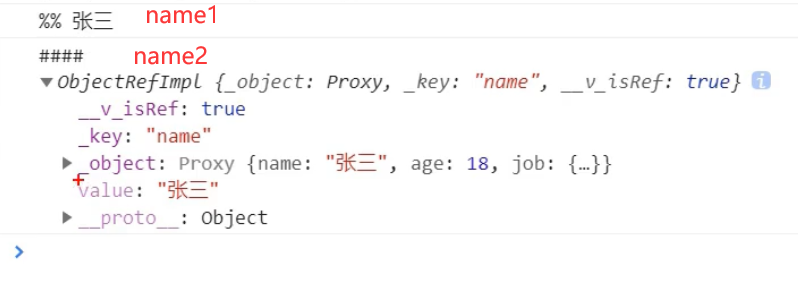 %% 张三 name1
#### name2
▼ObjectRefImpl {_object: Proxy, _key: "name", __v_isRef: true} i
__v_isRef: true
_key: "name"
▶_object: Proxy {name: "张三", age: 18, job: {…}}
value: "张三"
▶__proto__: Object
>